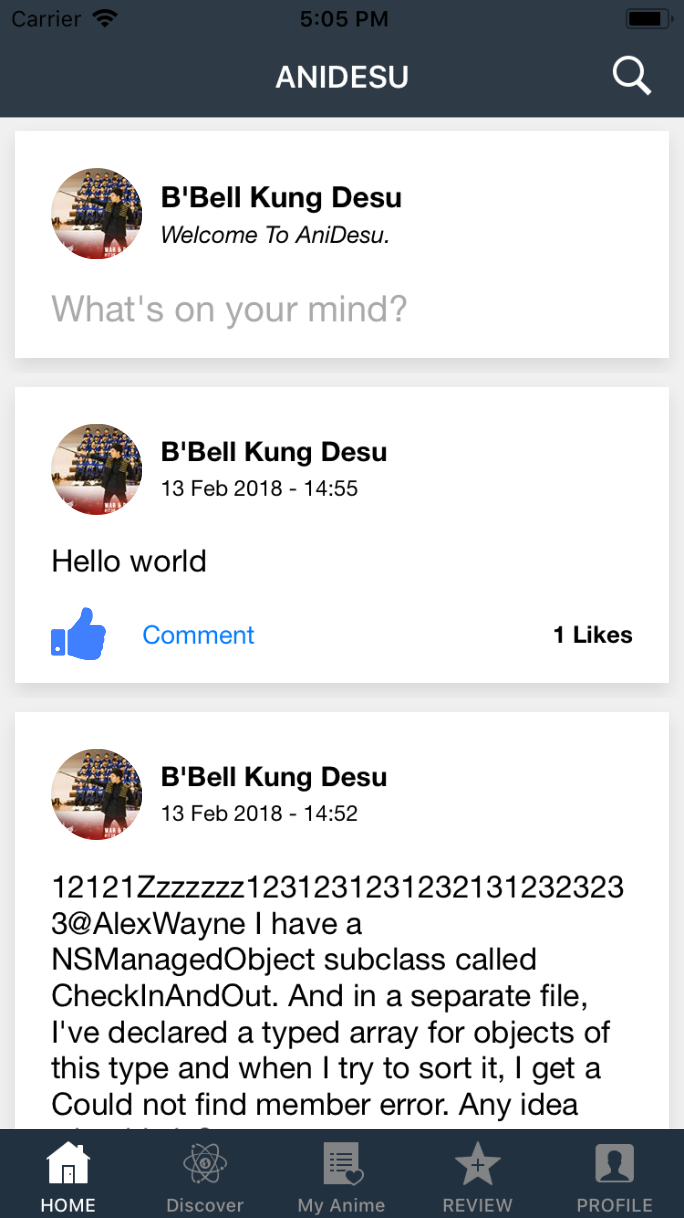 Carrier 5:05 PM
ANIDESU
B'Bell Kung Desu
Welcome To AniDesu.
What's on your mind?
B'Bell Kung Desu
13 Feb 2018 - 14:55
Hello world
Comment 1 Likes
B'Bell Kung Desu
13 Feb 2018 - 14:52
12121Zzzzzzz1231231231232131232323
3@AlexWayne I have a
NSManagedObject subclass called
CheckInAndOut. And in a separate file,
I've declared a typed array for objects of
this type and when I try to sort it, I get a
Could not find member error. Any idea
HOME Discover My Anime REVIEW PROFILE